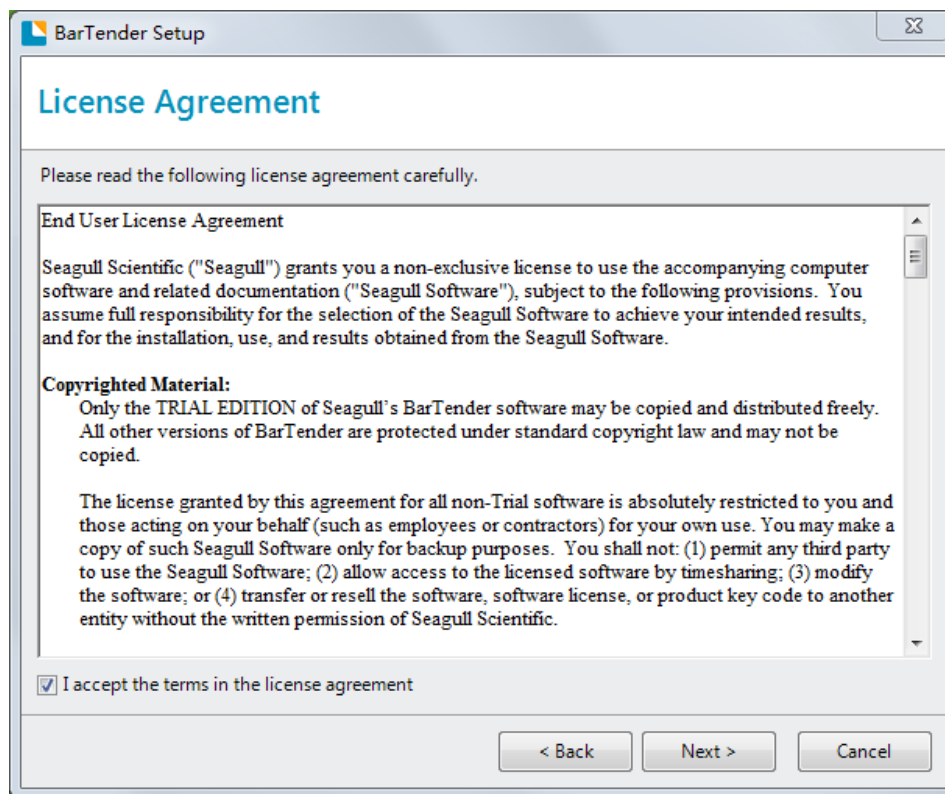 BarTender Setup
License Agreement
Please read the following license agreement carefully.
End User License Agreement
Seagull Scientific ("Seagull") grants you a non-exclusive license to use the accompanying computer
software and related documentation ("Seagull Software"), subject to the following provisions.  You
assume full responsibility for the selection of the Seagull Software to achieve your intended results,
and for the installation, use, and results obtained from the Seagull Software.
Copyrighted Material:
Only the TRIAL EDITION of Seagull’s BarTender software may be copied and distributed freely.
All other versions of BarTender are protected under standard copyright law and may not be
copied.
The license granted by this agreement for all non-Trial software is absolutely restricted to you and
those acting on your behalf (such as employees or contractors) for your own use. You may make a
copy of such Seagull Software only for backup purposes.  You shall not: (1) permit any third party
to use the Seagull Software; (2) allow access to the licensed software by timesharing; (3) modify
the software; or (4) transfer or resell the software, software license, or product key code to another
entity without the written permission of Seagull Scientific.
I accept the terms in the license agreement
< Back
Next >
Cancel